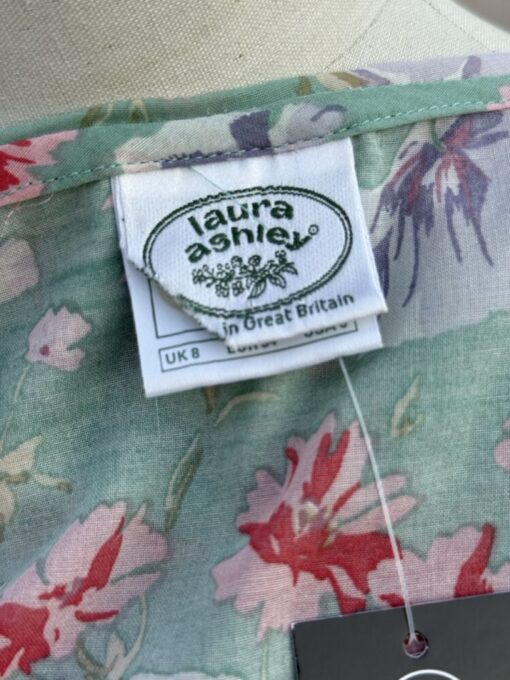 laura
ashley®
in Great Britain
UK 8